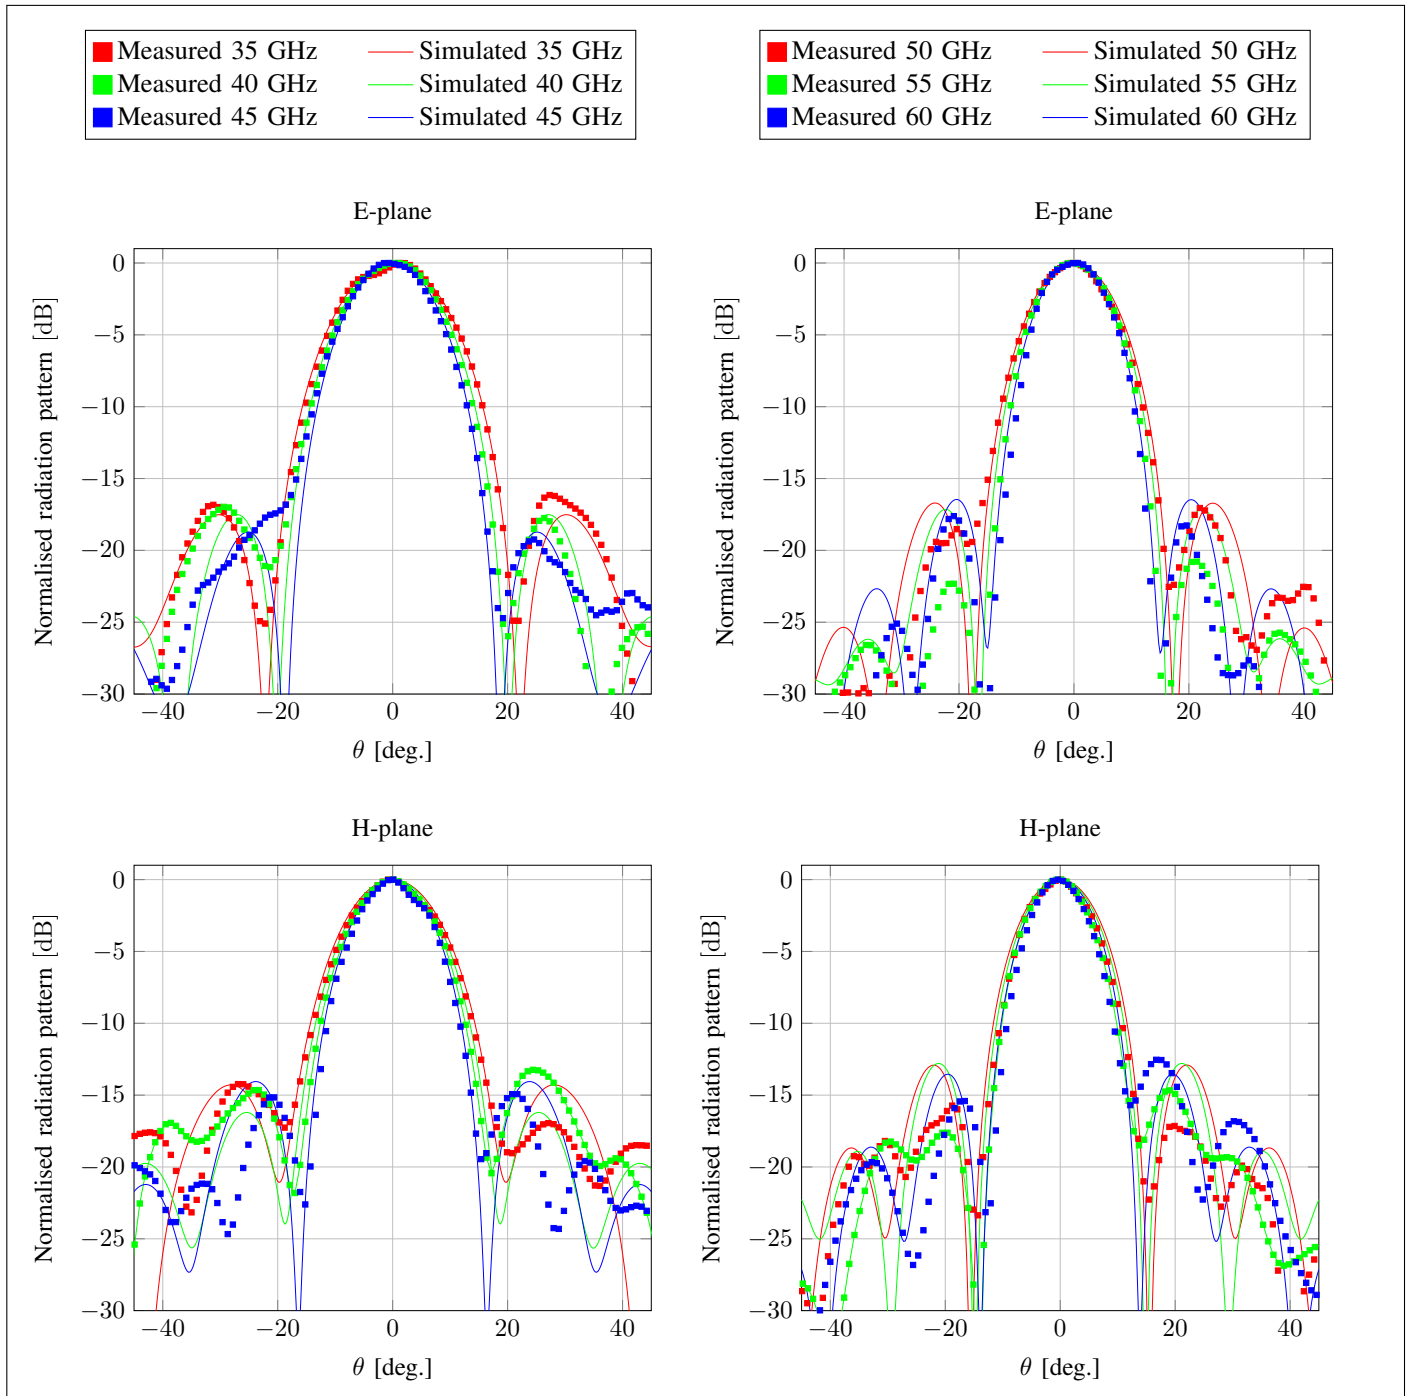 Measured 35 GHz Simulated 35 GHz
Measured 40 GHz Simulated 40 GHz
Measured 45 GHz Simulated 45 GHz
Measured 50 GHz Simulated 50 GHz
Measured 55 GHz Simulated 55 GHz
Measured 60 GHz Simulated 60 GHz
E-plane
Normalised radiation pattern [dB]
0
−5
−10
−15
−20
−25
−30
−40 −20 0 20 40
θ [deg.]
E-plane
Normalised radiation pattern [dB]
0
−5
−10
−15
−20
−25
−30
−40 −20 0 20 40
θ [deg.]
H-plane
Normalised radiation pattern [dB]
0
−5
−10
−15
−20
−25
−30
−40 −20 0 20 40
θ [deg.]
H-plane
Normalised radiation pattern [dB]
0
−5
−10
−15
−20
−25
−30
−40 −20 0 20 40
θ [deg.]